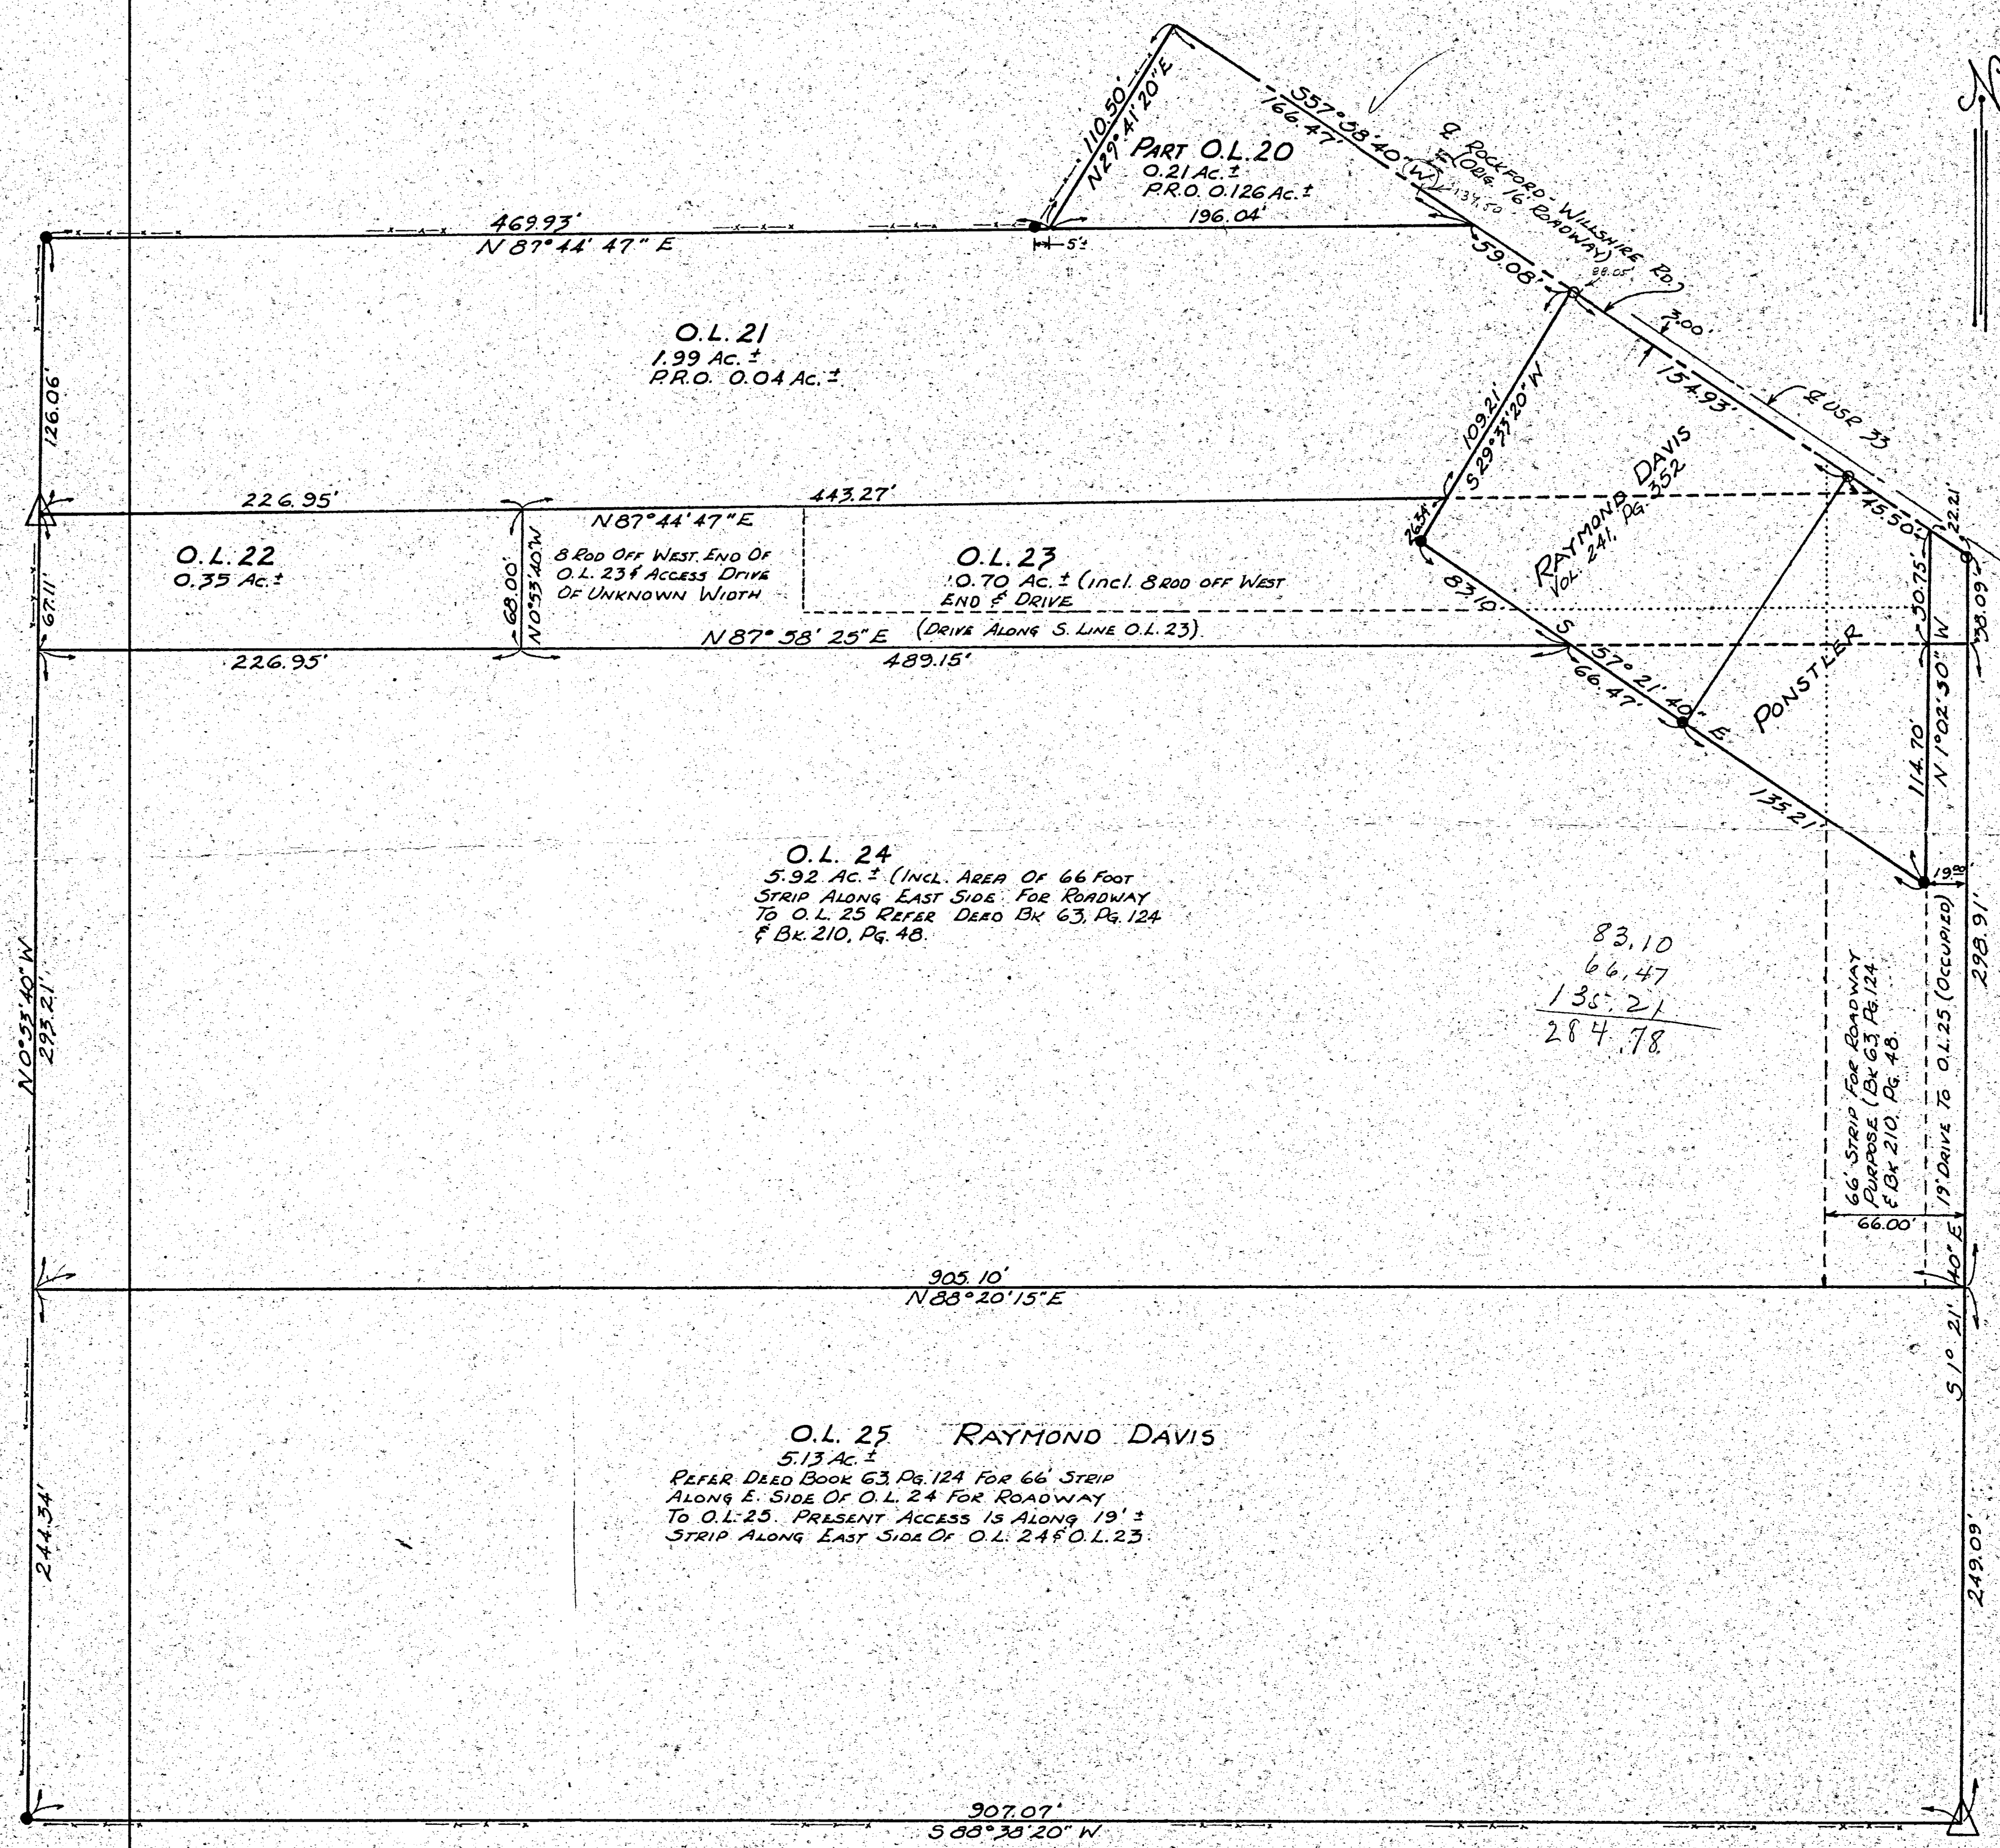 N
110.50'
N29°41'20"E
S57°58'40"(W)
166.47'
PART O.L.20
0.21 Ac.±
P.R.O. 0.126 Ac.±
196.04'
℄ ROCKFORD-WILLSHIRE RD.
(ORIG. 16' ROADWAY)
469.93'
N 87°44'47" E
5'±
59.08'
88.05'
3.00'
154.93'
℄ USR 33
O.L. 21
1.99 Ac. ±
P.R.O. 0.04 Ac. ±
126.06'
109.21'
S 29°33'20" W
RAYMOND DAVIS
VOL. 241, PG. 352
45.50'
22.21'
226.95'
443.27'
N87°44'47"E
O.L. 22
0.35 Ac. ±
67.11'
68.00'
N0°53'40"W
8 ROD OFF WEST END OF
O.L. 23 & ACCESS DRIVE
OF UNKNOWN WIDTH
O.L. 23
0.70 AC. ± (incl. 8 ROD OFF WEST
END & DRIVE
26.34'
83.10'
50.75'
38.09'
226.95'
N87°58'25"E (DRIVE ALONG S. LINE O.L. 23)
489.15'
S 57°21'40" E
66.47'
PONSTLER
114.70'
N 1°02'30" W
135.21'
19.00'
O.L. 24
5.92 AC. ± (INCL. AREA OF 66 FOOT
STRIP ALONG EAST SIDE FOR ROADWAY
TO O.L. 25 REFER DEED BK 63, PG. 124
& BK. 210, PG. 48.
83.10
66.47
135.21
284.78
N 0°53'40" W
293.21'
66' STRIP FOR ROADWAY
PURPOSE (BK 63, PG. 124
& BK 210, PG. 48.
19' DRIVE TO O.L. 25 (OCCUPIED)
298.91'
66.00'
905.10'
N 88°20'15" E
S 1° 21' 40" E
O.L. 25 RAYMOND DAVIS
5.13 AC. ±
REFER DEED BOOK 63, PG. 124 FOR 66' STRIP
ALONG E. SIDE OF O.L. 24 FOR ROADWAY
TO O.L. 25. PRESENT ACCESS IS ALONG 19' ±
STRIP ALONG EAST SIDE OF O.L. 24 & O.L. 23.
244.34'
249.09'
907.07'
S 88°38'20" W